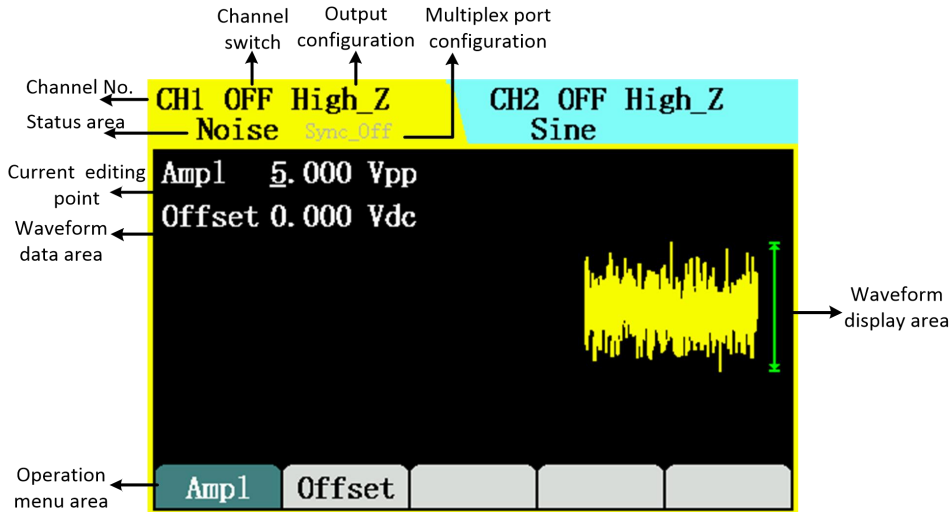 Channel
switch
Output
configuration
Multiplex port
configuration
Channel No.
CH1 OFF High_Z
CH2 OFF High_Z
Status area
Noise Sync_Off
Sine
Current editing
point
Ampl 5.000 Vpp
Waveform
data area
Offset 0.000 Vdc
Waveform
display area
Operation
menu area
Ampl
Offset